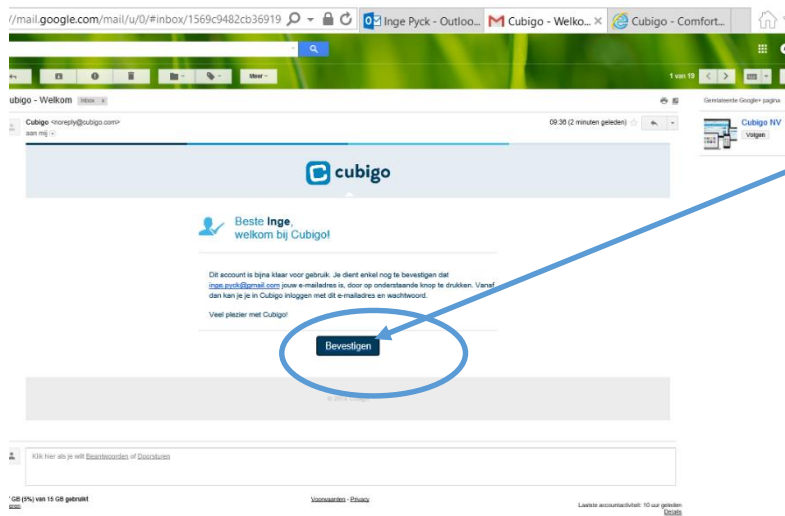 //mail.google.com/mail/u/0/#inbox/1569c9482cb36919
Inge Pyck - Outloo...
Cubigo - Welko...
Cubigo - Comfort...
Meer
1 van 19
ubigo - Welkom Inbox x
Gerelateerde Google+ pagina
Cubigo <noreply@cubigo.com>
09:36 (2 minuten geleden)
aan mij
Cubigo NV
Volgen
cubigo
Beste Inge,
welkom bij Cubigo!
Dit account is bijna klaar voor gebruik. Je dient enkel nog te bevestigen dat
inge.pyck@gmail.com jouw e-mailadres is, door op onderstaande knop te drukken. Vanaf
dan kan je je in Cubigo inloggen met dit e-mailadres en wachtwoord.
Veel plezier met Cubigo!
Bevestigen
Klik hier als je wilt Beantwoorden of Doorsturen
GB (5%) van 15 GB gebruikt
Voorwaarden - Privacy
Laatste accountactiviteit: 10 uur geleden
Details